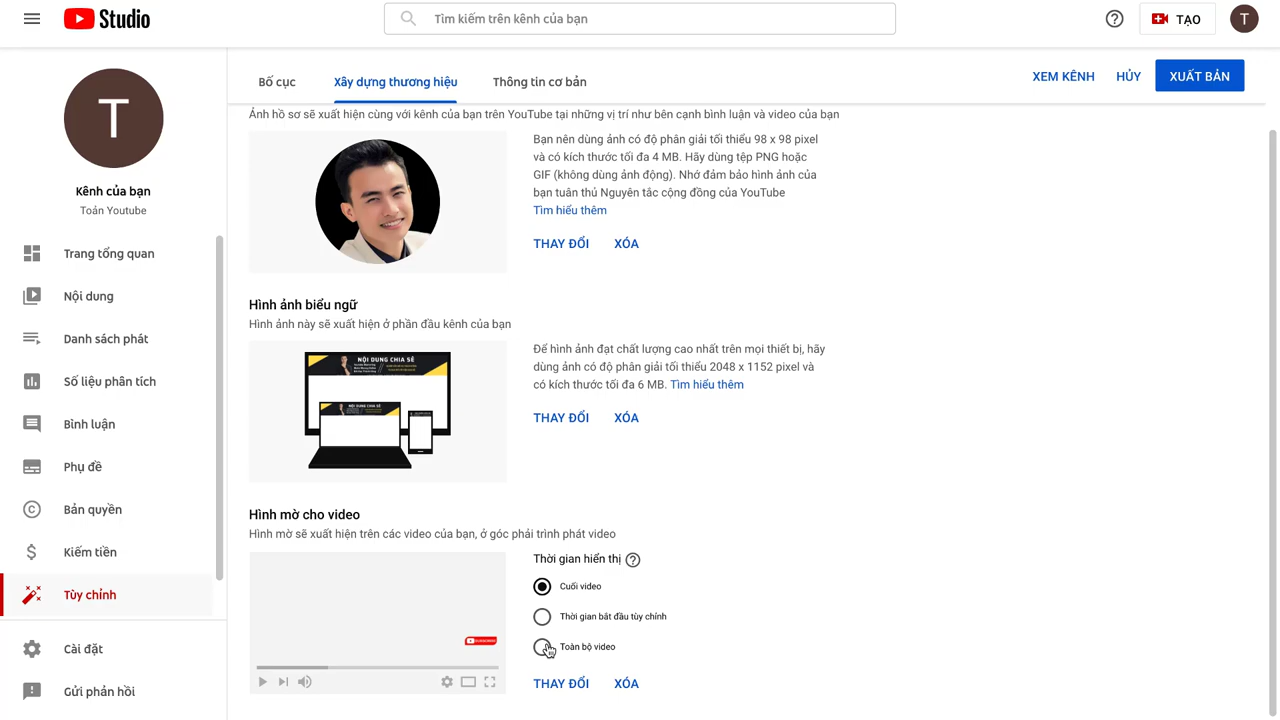 Studio
Tìm kiếm trên kênh của bạn
TẠO
T
T
Kênh của bạn
Toản Youtube
Trang tổng quan
Nội dung
Danh sách phát
Số liệu phân tích
Bình luận
Phụ đề
Bản quyền
Kiếm tiền
Tùy chỉnh
Cài đặt
Gửi phản hồi
Bố cục
Xây dựng thương hiệu
Thông tin cơ bản
XEM KÊNH
HỦY
XUẤT BẢN
Ảnh hồ sơ sẽ xuất hiện cùng với kênh của bạn trên YouTube tại những vị trí như bên cạnh bình luận và video của bạn
Bạn nên dùng ảnh có độ phân giải tối thiểu 98 x 98 pixel
và có kích thước tối đa 4 MB. Hãy dùng tệp PNG hoặc
GIF (không dùng ảnh động). Nhớ đảm bảo hình ảnh của
bạn tuân thủ Nguyên tắc cộng đồng của YouTube
Tìm hiểu thêm
THAY ĐỔI
XÓA
Hình ảnh biểu ngữ
Hình ảnh này sẽ xuất hiện ở phần đầu kênh của bạn
NỘI DUNG CHIA SẺ
NỘI DUNG CHIA SẺ
Để hình ảnh đạt chất lượng cao nhất trên mọi thiết bị, hãy
dùng ảnh có độ phân giải tối thiểu 2048 x 1152 pixel và
có kích thước tối đa 6 MB. Tìm hiểu thêm
THAY ĐỔI
XÓA
Hình mờ cho video
Hình mờ sẽ xuất hiện trên các video của bạn, ở góc phải trình phát video
Thời gian hiển thị
Cuối video
Thời gian bắt đầu tùy chỉnh
Toàn bộ video
THAY ĐỔI
XÓA